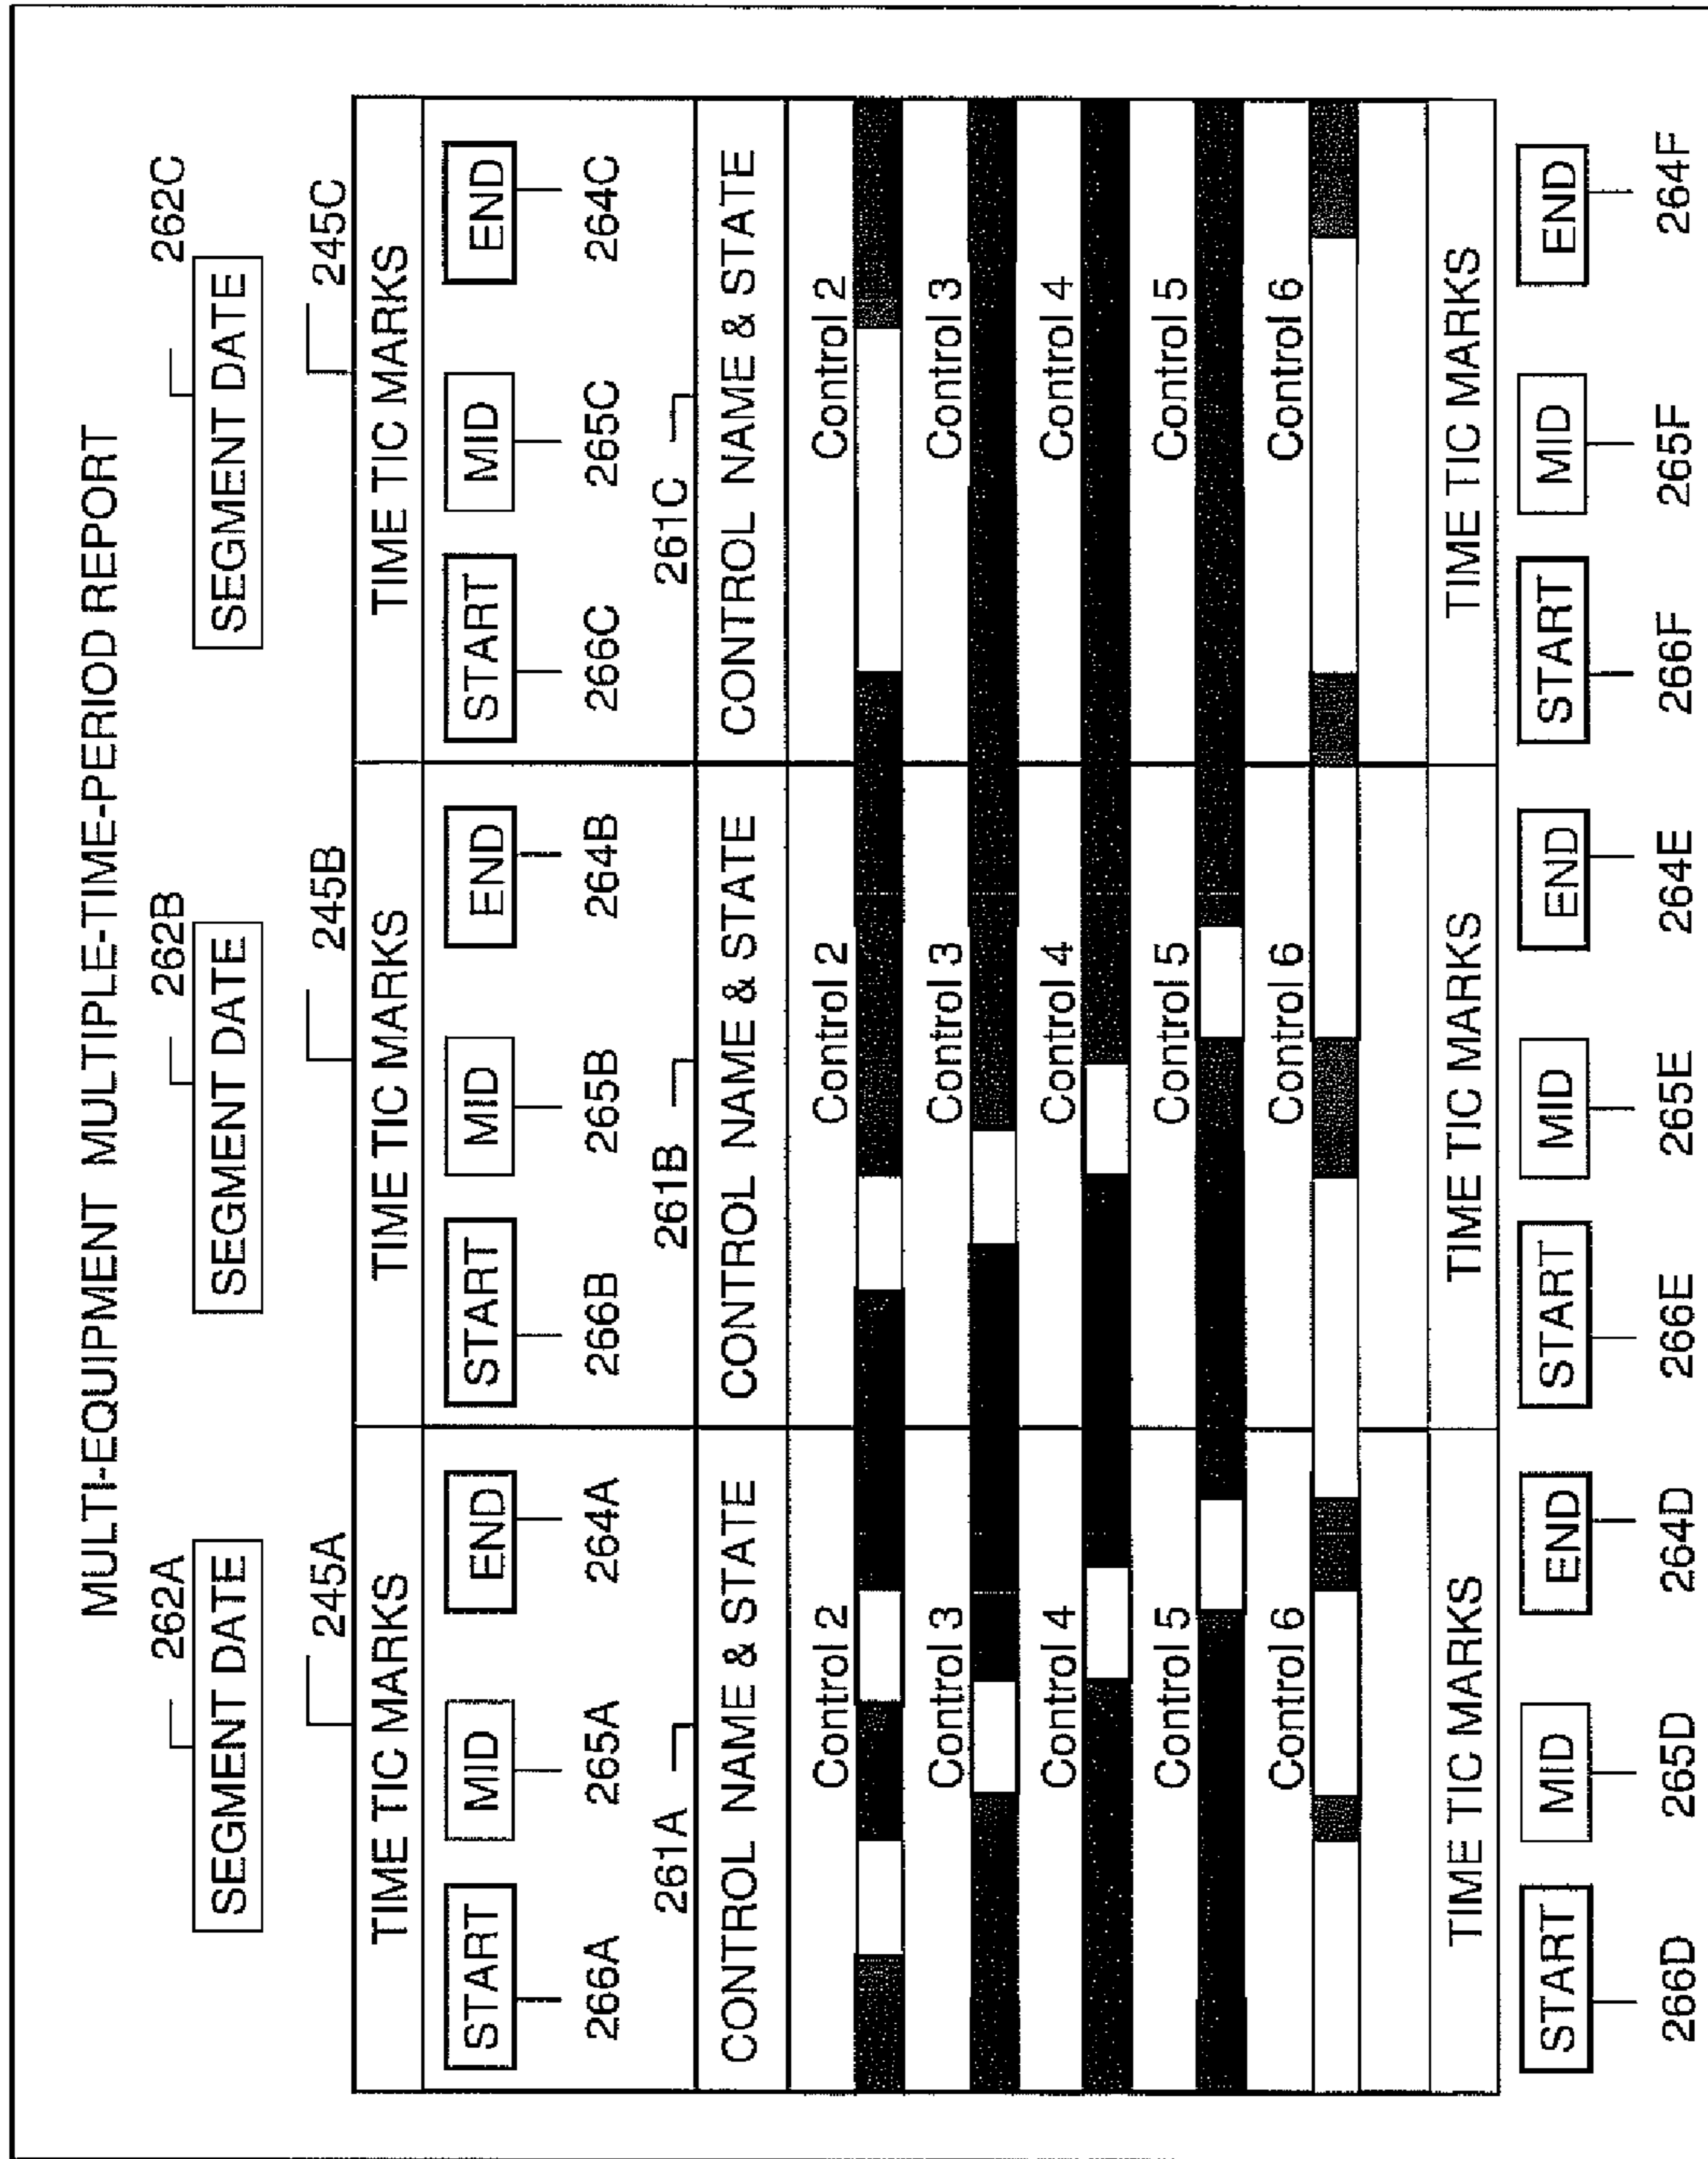 MULTI-EQUIPMENT MULTIPLE-TIME-PERIOD REPORT
262A 262B 262C
SEGMENT DATE SEGMENT DATE SEGMENT DATE
245A 245B 245C
TIME TIC MARKS TIME TIC MARKS TIME TIC MARKS
START MID END START MID END START MID END
266A 265A 264A 266B 265B 264B 266C 265C 264C
261A 261B 261C
CONTROL NAME & STATE CONTROL NAME & STATE CONTROL NAME & STATE
Control 2 Control 2 Control 2
Control 3 Control 3 Control 3
Control 4 Control 4 Control 4
Control 5 Control 5 Control 5
Control 6 Control 6 Control 6
TIME TIC MARKS TIME TIC MARKS TIME TIC MARKS
START MID END START MID END START MID END
266D 265D 264D 266E 265E 264E 266F 265F 264F